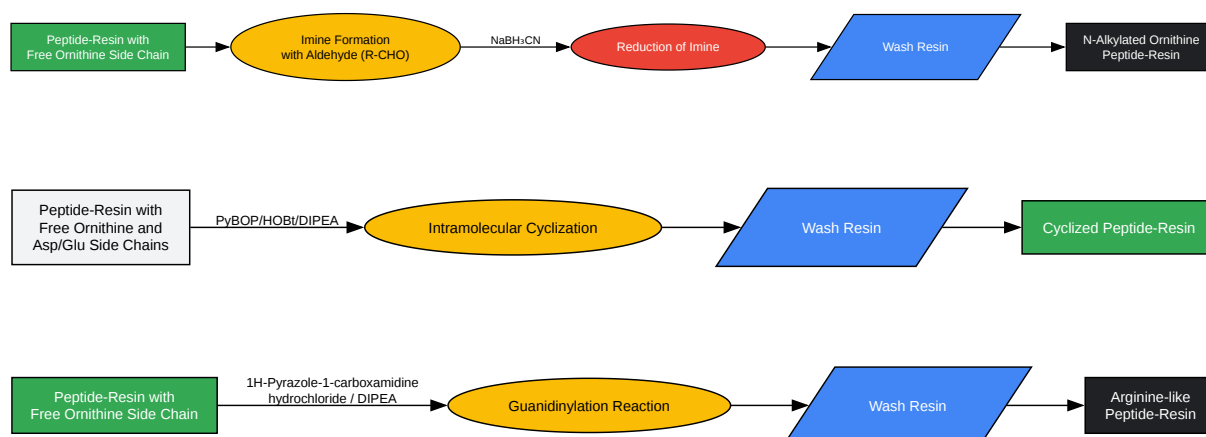 Peptide-Resin with
Free Ornithine Side Chain
Imine Formation
with Aldehyde (R-CHO)
NaBH₃CN
Reduction of Imine
Wash Resin
N-Alkylated Ornithine
Peptide-Resin
Peptide-Resin with
Free Ornithine and
Asp/Glu Side Chains
PyBOP/HOBt/DIPEA
Intramolecular Cyclization
Wash Resin
Cyclized Peptide-Resin
Peptide-Resin with
Free Ornithine Side Chain
1H-Pyrazole-1-carboxamidine
hydrochloride / DIPEA
Guanidinylation Reaction
Wash Resin
Arginine-like
Peptide-Resin